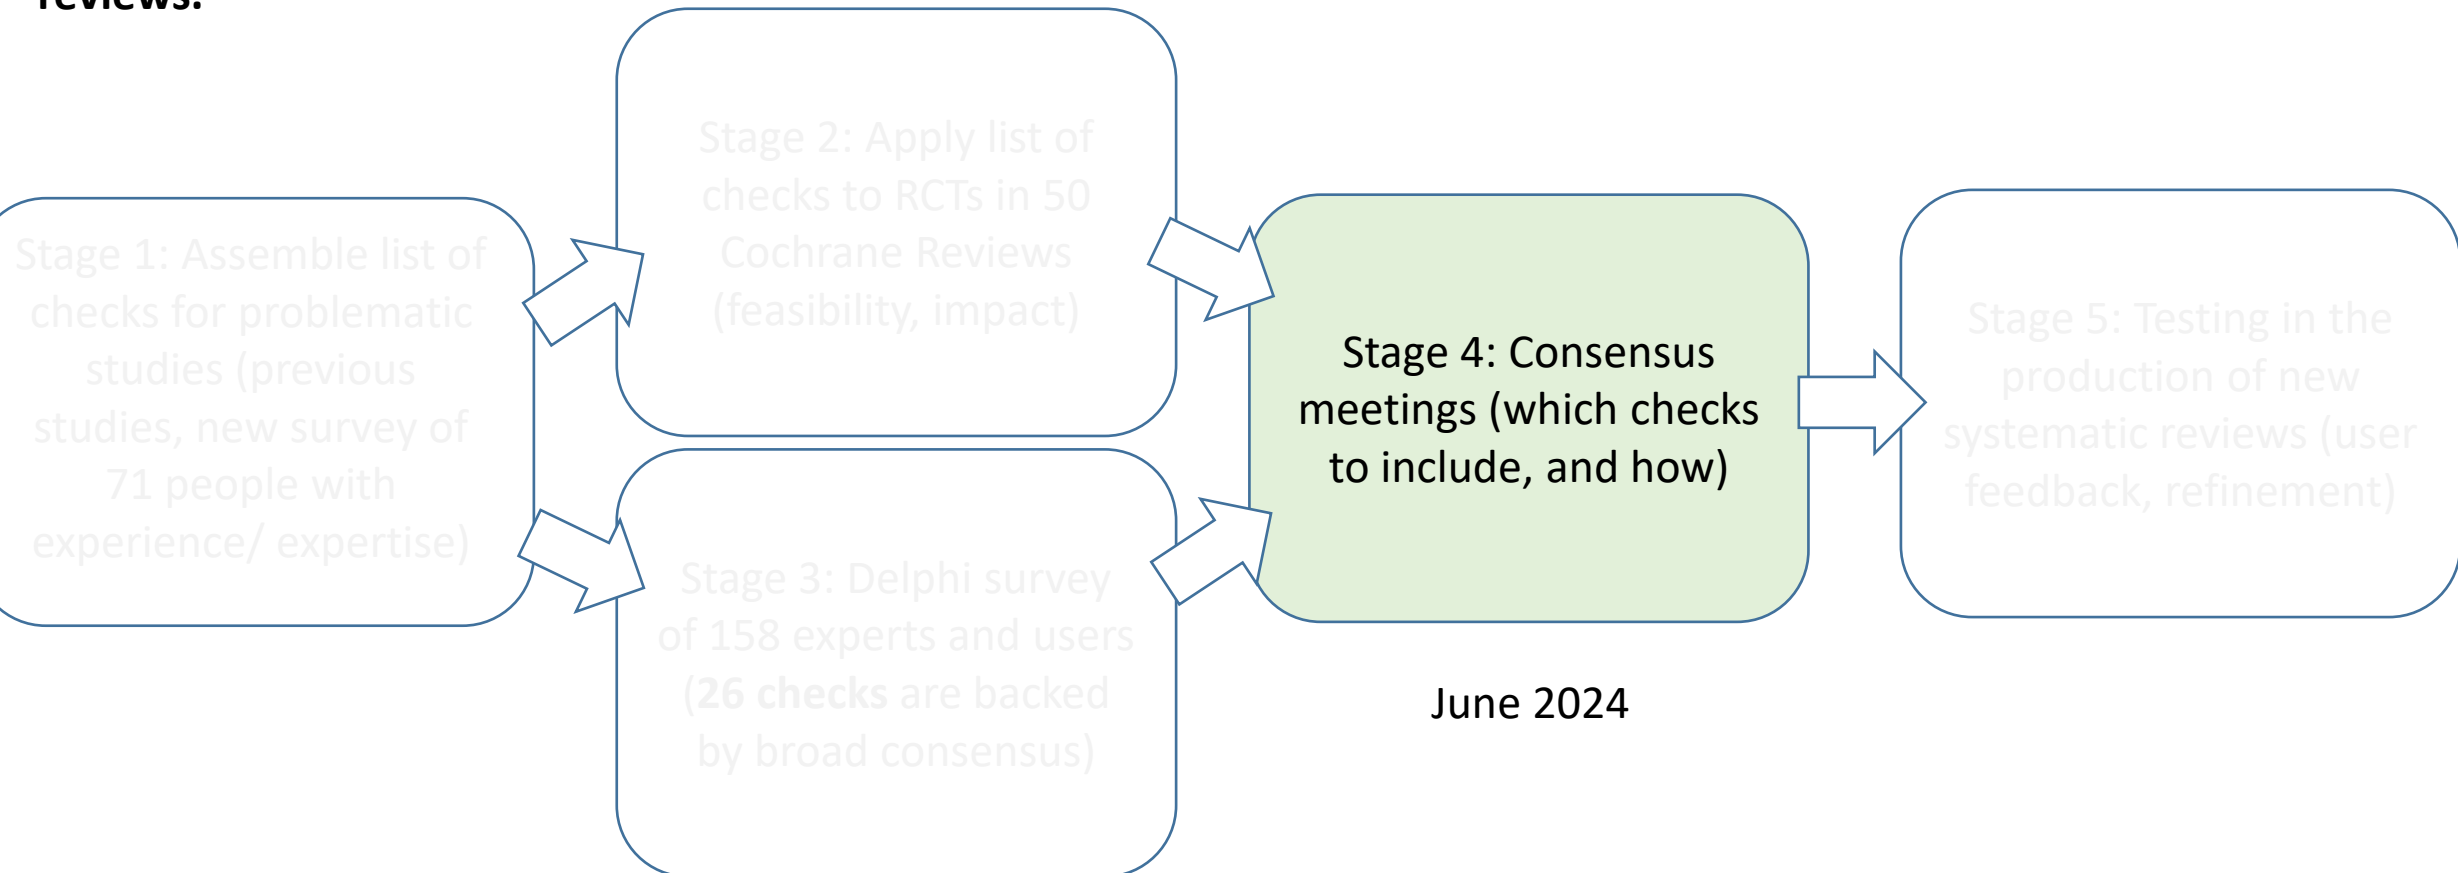 reviews.
Stage 1: Assemble list of
checks for problematic
studies (previous
studies, new survey of
71 people with
experience/ expertise)
Stage 2: Apply list of
checks to RCTs in 50
Cochrane Reviews
(feasibility, impact)
Stage 3: Delphi survey
of 158 experts and users
(26 checks are backed
by broad consensus)
Stage 4: Consensus
meetings (which checks
to include, and how)
June 2024
Stage 5: Testing in the
production of new
systematic reviews (user
feedback, refinement)